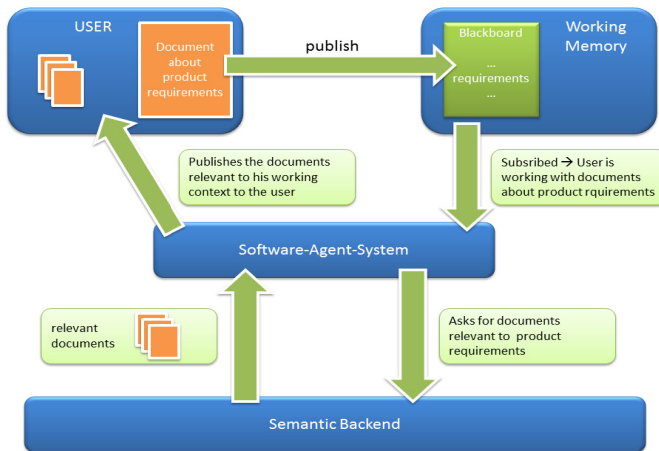 USER
Document
about
product
requirements
publish
Blackboard
...
requirements
...
Working
Memory
Publishes the documents
relevant to his working
context to the user
Subsribed → User is
working with documents
about product rquirements
Software-Agent-System
relevant
documents
Asks for documents
relevant to product
requirements
Semantic Backend